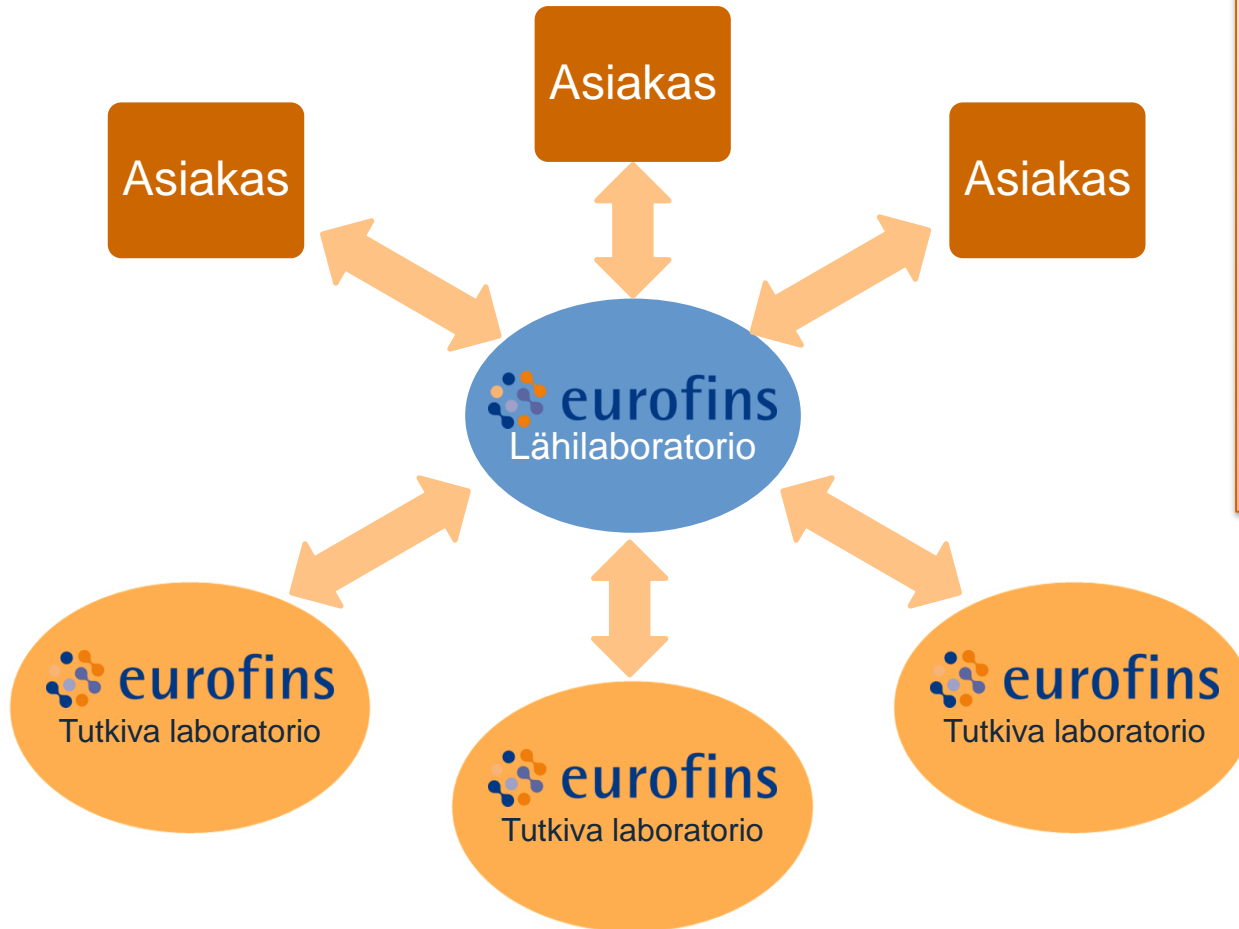 Asiakas
Asiakas
Asiakas
eurofins
Lähilaboratorio
eurofins
Tutkiva laboratorio
eurofins
Tutkiva laboratorio
eurofins
Tutkiva laboratorio